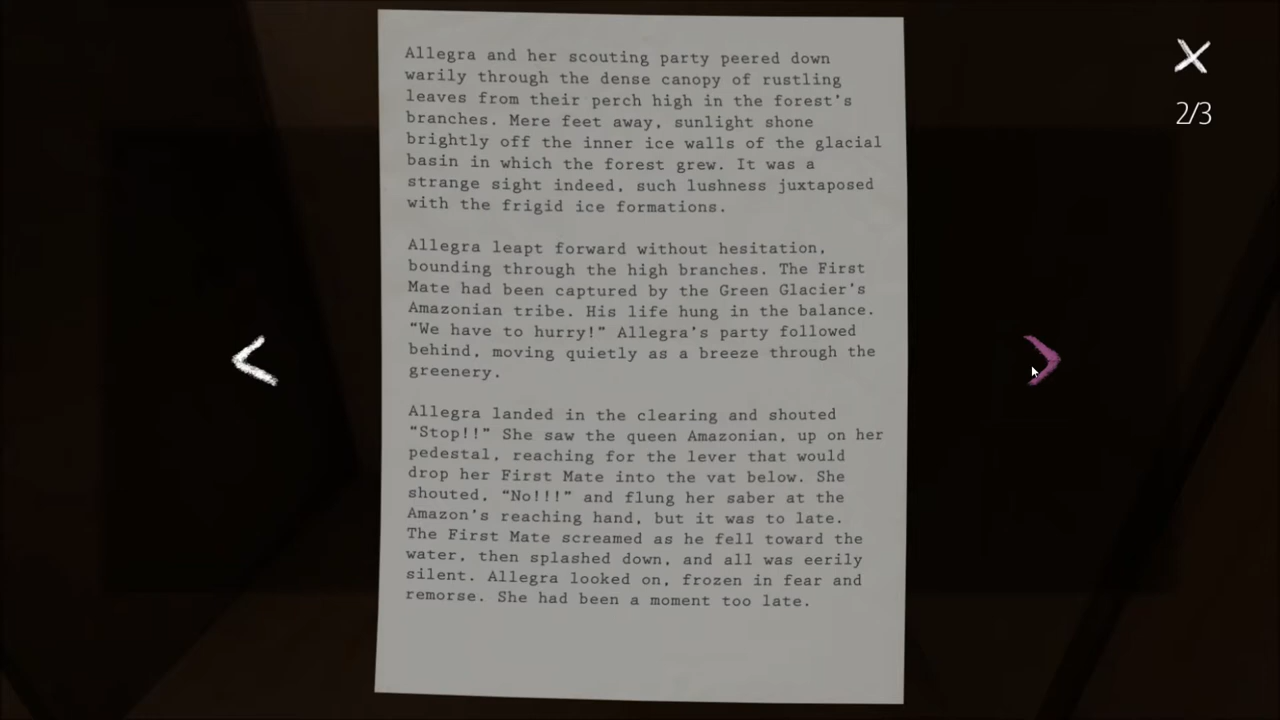 Allegra and her scouting party peered down
warily through the dense canopy of rustling
leaves from their perch high in the forest's
branches. Mere feet away, sunlight shone
brightly off the inner ice walls of the glacial
basin in which the forest grew. It was a
strange sight indeed, such lushness juxtaposed
with the frigid ice formations.
Allegra leapt forward without hesitation,
bounding through the high branches. The First
Mate had been captured by the Green Glacier's
Amazonian tribe. His life hung in the balance.
"We have to hurry!" Allegra's party followed
behind, moving quietly as a breeze through the
greenery.
Allegra landed in the clearing and shouted
"Stop!!" She saw the queen Amazonian, up on her
pedestal, reaching for the lever that would
drop her First Mate into the vat below. She
shouted, "No!!!" and flung her saber at the
Amazon's reaching hand, but it was to late.
The First Mate screamed as he fell toward the
water, then splashed down, and all was eerily
silent. Allegra looked on, frozen in fear and
remorse. She had been a moment too late.
2/3